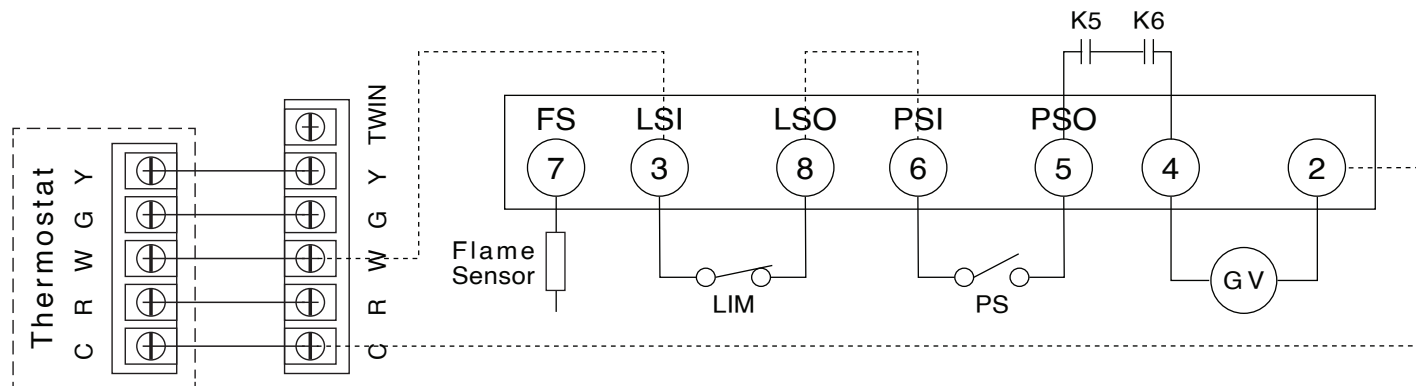 K5 K6
TWIN
FS LSI LSO PSI PSO
7 3 8 6 5 4 2
Thermostat
Y Y
G G
W W
R R
C C
Flame
Sensor
LIM
PS
GV